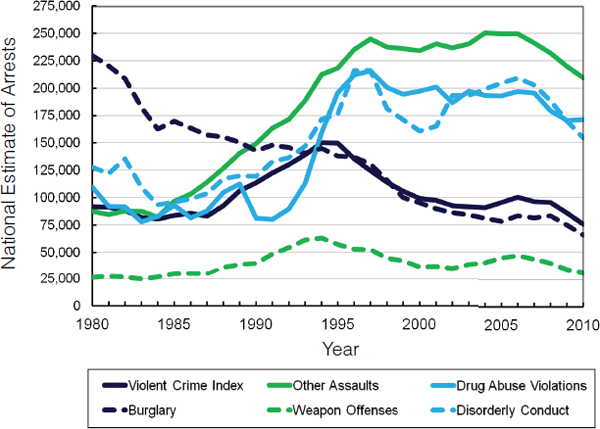 National Estimate of Arrests
275,000
250,000
225,000
200,000
175,000
150,000
125,000
100,000
75,000
50,000
25,000
0
1980 1985 1990 1995 2000 2005 2010
Year
Violent Crime Index Other Assaults Drug Abuse Violations
Burglary Weapon Offenses Disorderly Conduct